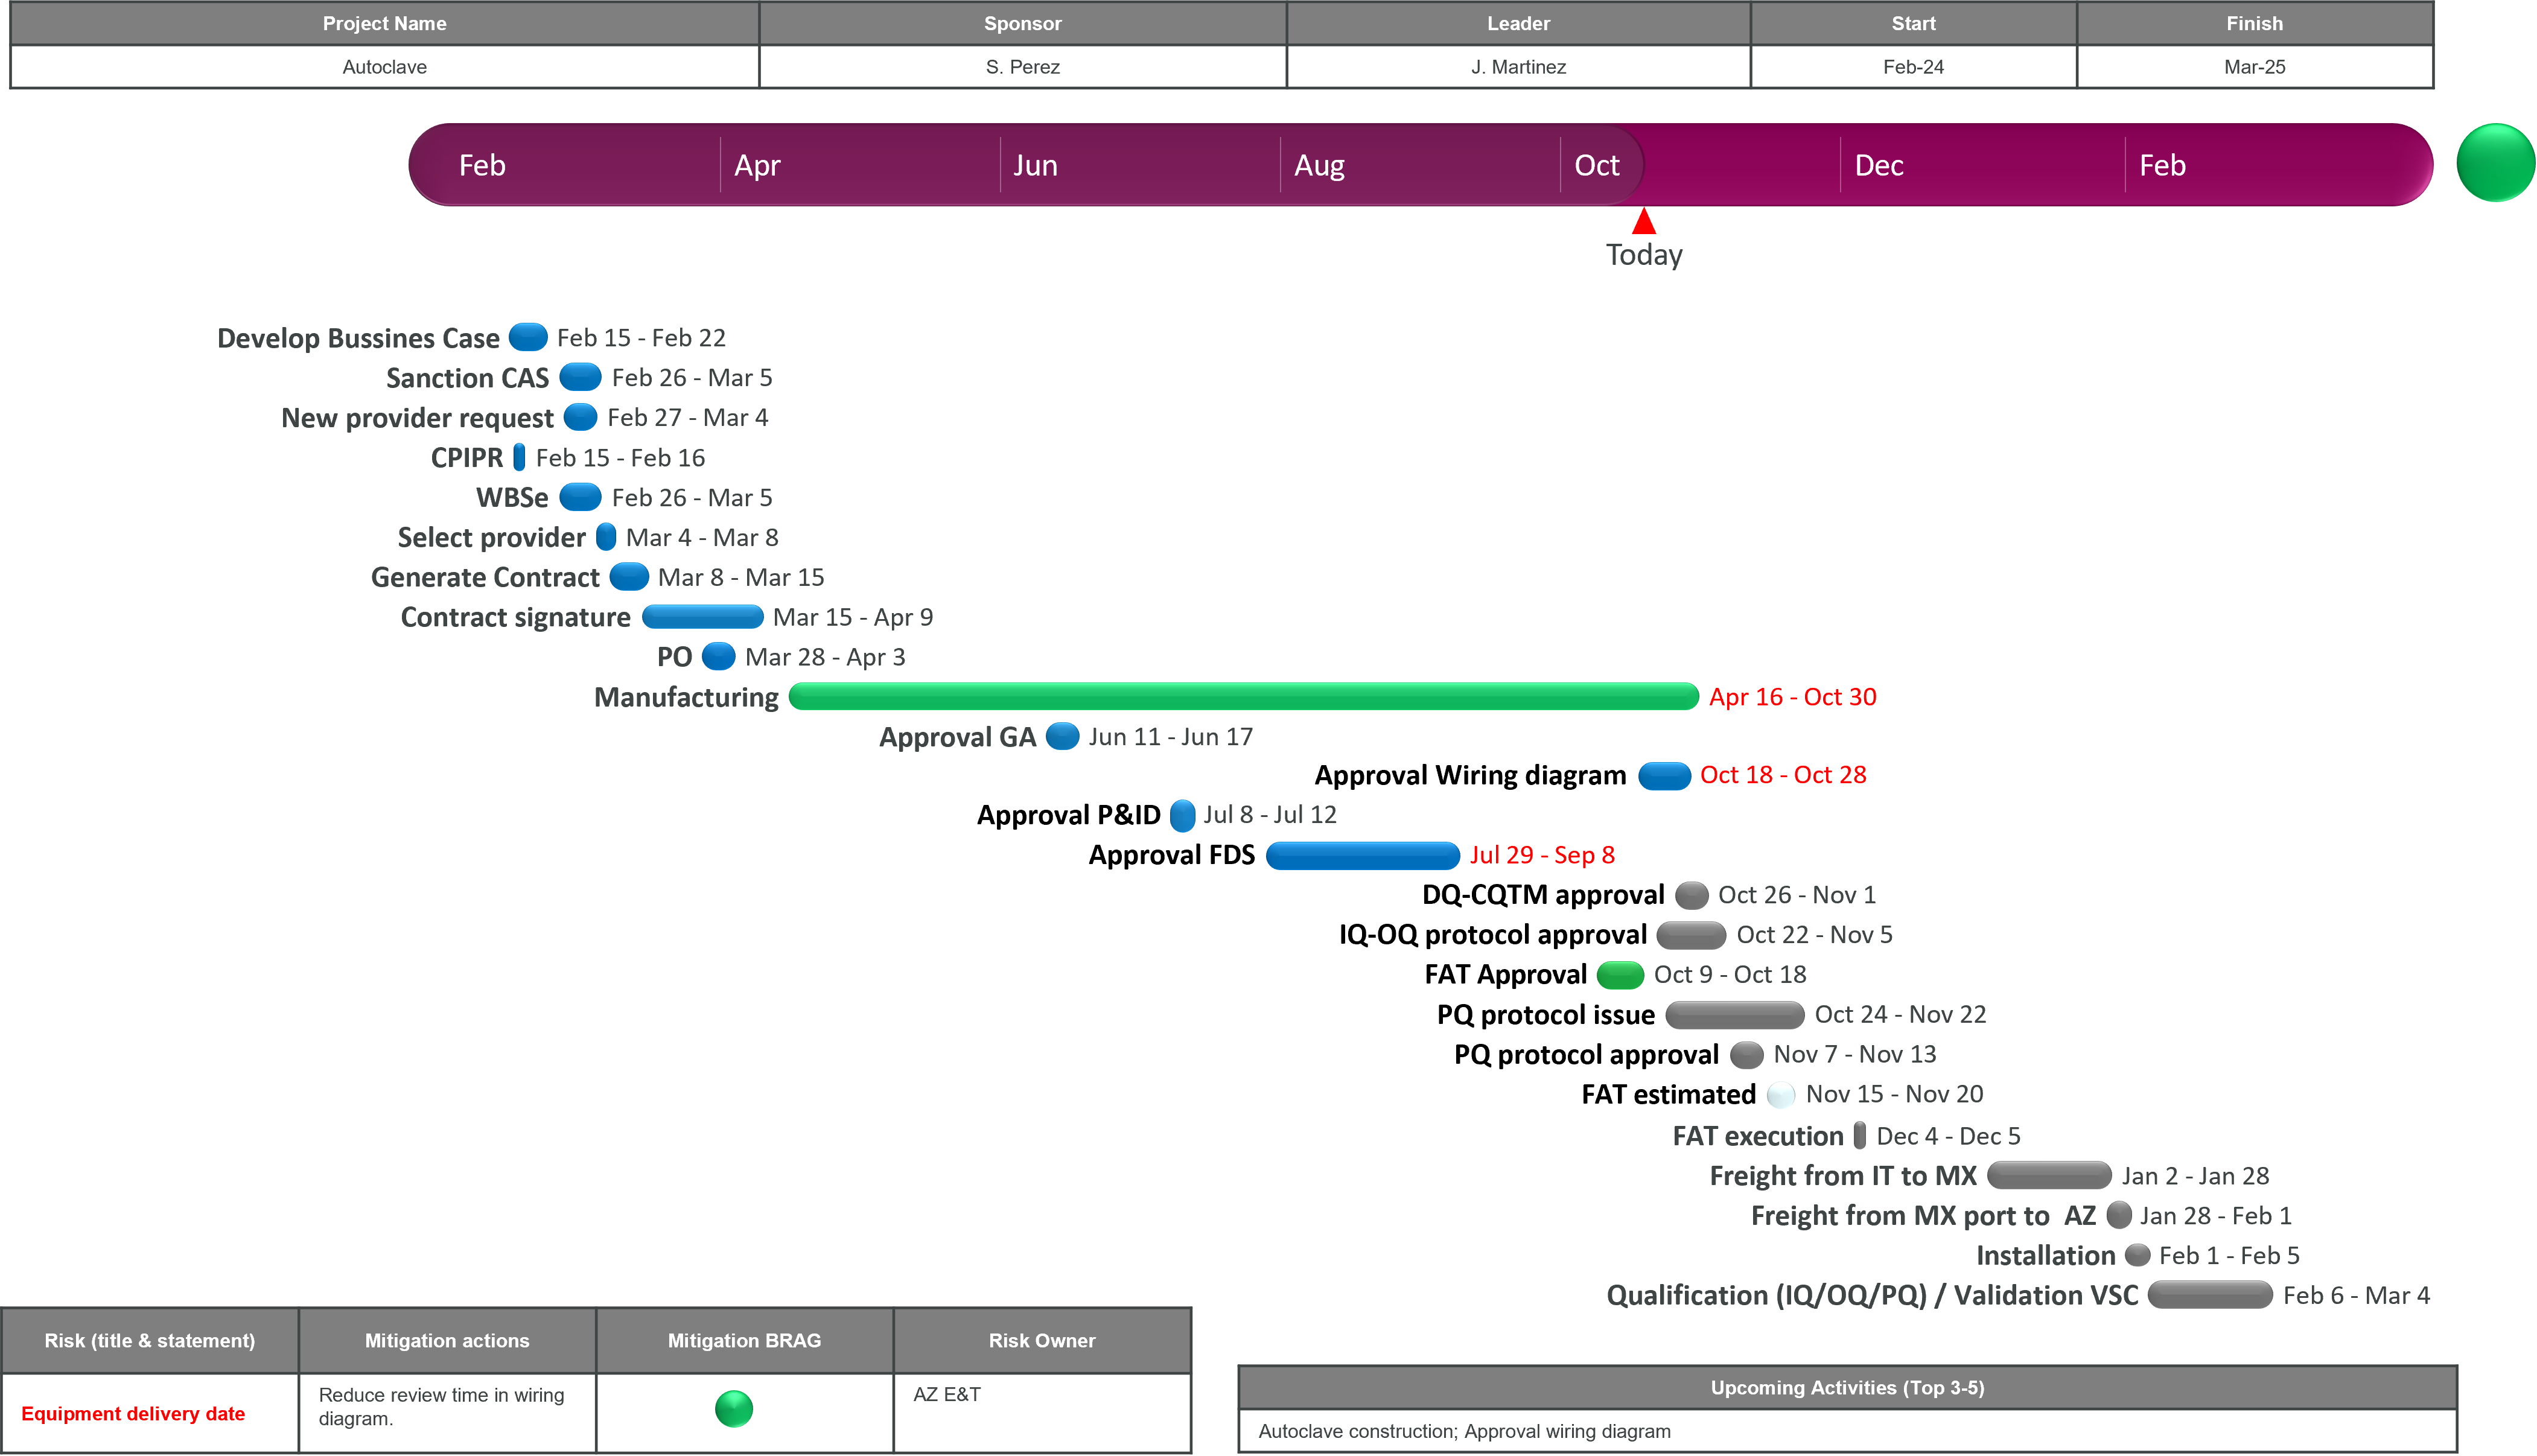 Project Name Sponsor Leader Start Finish
Autoclave S. Perez J. Martinez Feb-24 Mar-25
Feb Apr Jun Aug Oct Dec Feb
Today
Develop Bussines Case Feb 15 - Feb 22
Sanction CAS Feb 26 - Mar 5
New provider request Feb 27 - Mar 4
CPIPR Feb 15 - Feb 16
WBSe Feb 26 - Mar 5
Select provider Mar 4 - Mar 8
Generate Contract Mar 8 - Mar 15
Contract signature Mar 15 - Apr 9
PO Mar 28 - Apr 3
Manufacturing Apr 16 - Oct 30
Approval GA Jun 11 - Jun 17
Approval Wiring diagram Oct 18 - Oct 28
Approval P&ID Jul 8 - Jul 12
Approval FDS Jul 29 - Sep 8
DQ-CQTM approval Oct 26 - Nov 1
IQ-OQ protocol approval Oct 22 - Nov 5
FAT Approval Oct 9 - Oct 18
PQ protocol issue Oct 24 - Nov 22
PQ protocol approval Nov 7 - Nov 13
FAT estimated Nov 15 - Nov 20
FAT execution Dec 4 - Dec 5
Freight from IT to MX Jan 2 - Jan 28
Freight from MX port to AZ Jan 28 - Feb 1
Installation Feb 1 - Feb 5
Qualification (IQ/OQ/PQ) / Validation VSC Feb 6 - Mar 4
Risk (title & statement) Mitigation actions Mitigation BRAG Risk Owner
Equipment delivery date
Reduce review time in wiring
diagram.
AZ E&T
Upcoming Activities (Top 3-5)
Autoclave construction; Approval wiring diagram